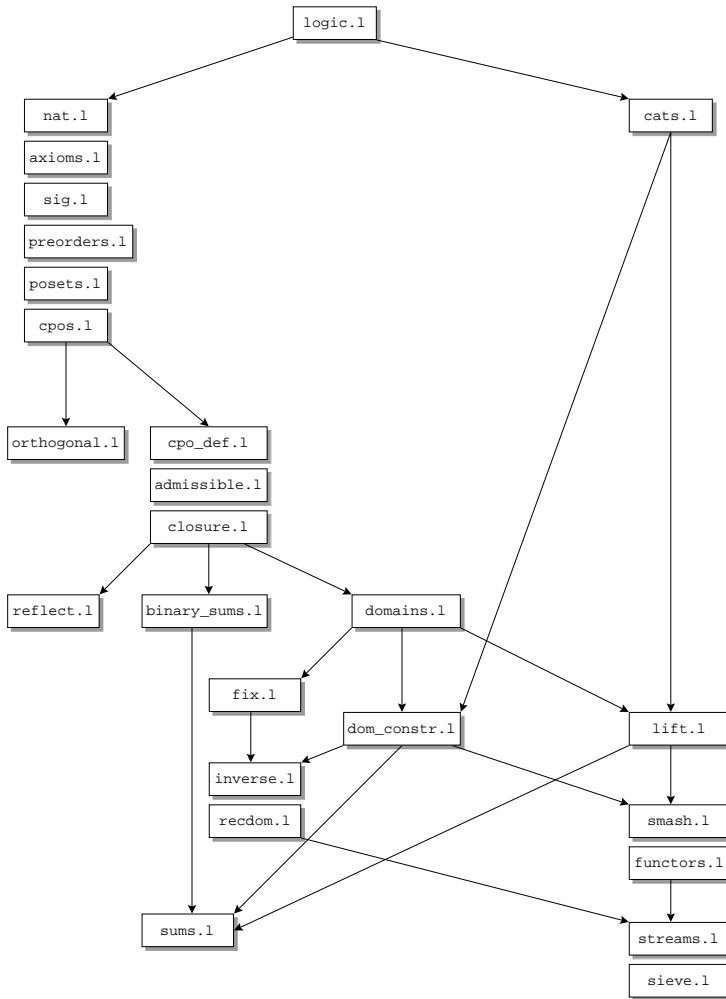 logic.l
nat.l
cats.l
axioms.l
sig.l
preorders.l
posets.l
cpos.l
orthogonal.l
cpo_def.l
admissible.l
closure.l
reflect.l
binary_sums.l
domains.l
fix.l
dom_constr.l
lift.l
inverse.l
recdom.l
smash.l
functors.l
sums.l
streams.l
sieve.l